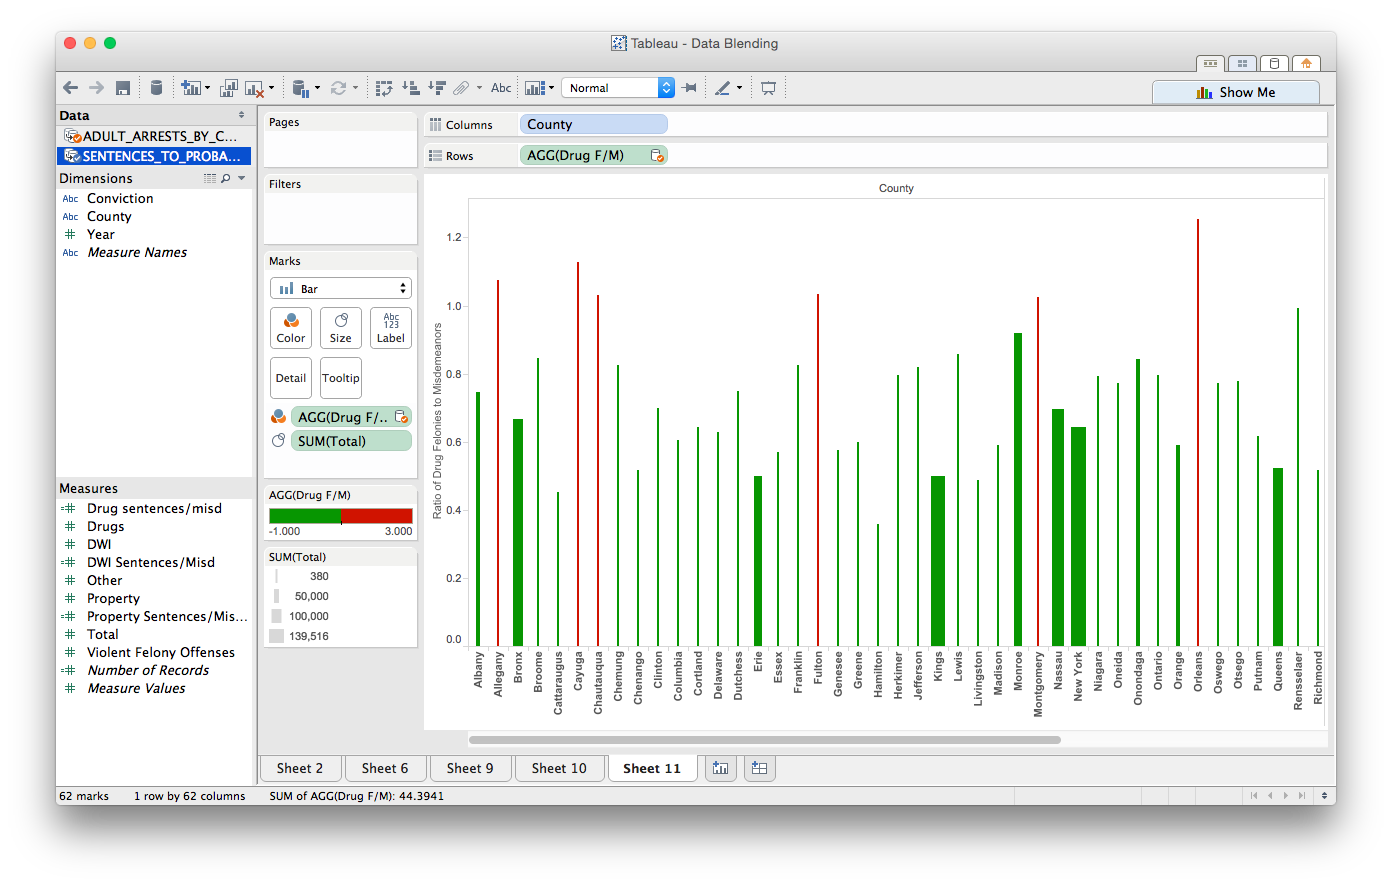 Tableau - Data Blending
Abc
Normal
Show Me
Data
ADULT_ARRESTS_BY_C...
SENTENCES_TO_PROBA...
Dimensions
Abc Conviction
Abc County
Year
Abc Measure Names
Measures
Drug sentences/misd
Drugs
DWI
DWI Sentences/Misd
Other
Property
Property Sentences/Mis...
Total
Violent Felony Offenses
Number of Records
Measure Values
Pages
Filters
Marks
Bar
Color
Size
Abc
123
Label
Detail
Tooltip
AGG(Drug F/..
SUM(Total)
AGG(Drug F/M)
-1.000 3.000
SUM(Total)
380
50,000
100,000
139,516
Columns County
Rows AGG(Drug F/M)
County
Ratio of Drug Felonies to Misdemeanors
1.2
1.0
0.8
0.6
0.4
0.2
0.0
Albany
Allegany
Bronx
Broome
Cattaraugus
Cayuga
Chautauqua
Chemung
Chenango
Clinton
Columbia
Cortland
Delaware
Dutchess
Erie
Essex
Franklin
Fulton
Genesee
Greene
Hamilton
Herkimer
Jefferson
Kings
Lewis
Livingston
Madison
Monroe
Montgomery
Nassau
New York
Niagara
Oneida
Onondaga
Ontario
Orange
Orleans
Oswego
Otsego
Putnam
Queens
Rensselaer
Richmond
Sheet 2
Sheet 6
Sheet 9
Sheet 10
Sheet 11
62 marks 1 row by 62 columns SUM of AGG(Drug F/M): 44.3941